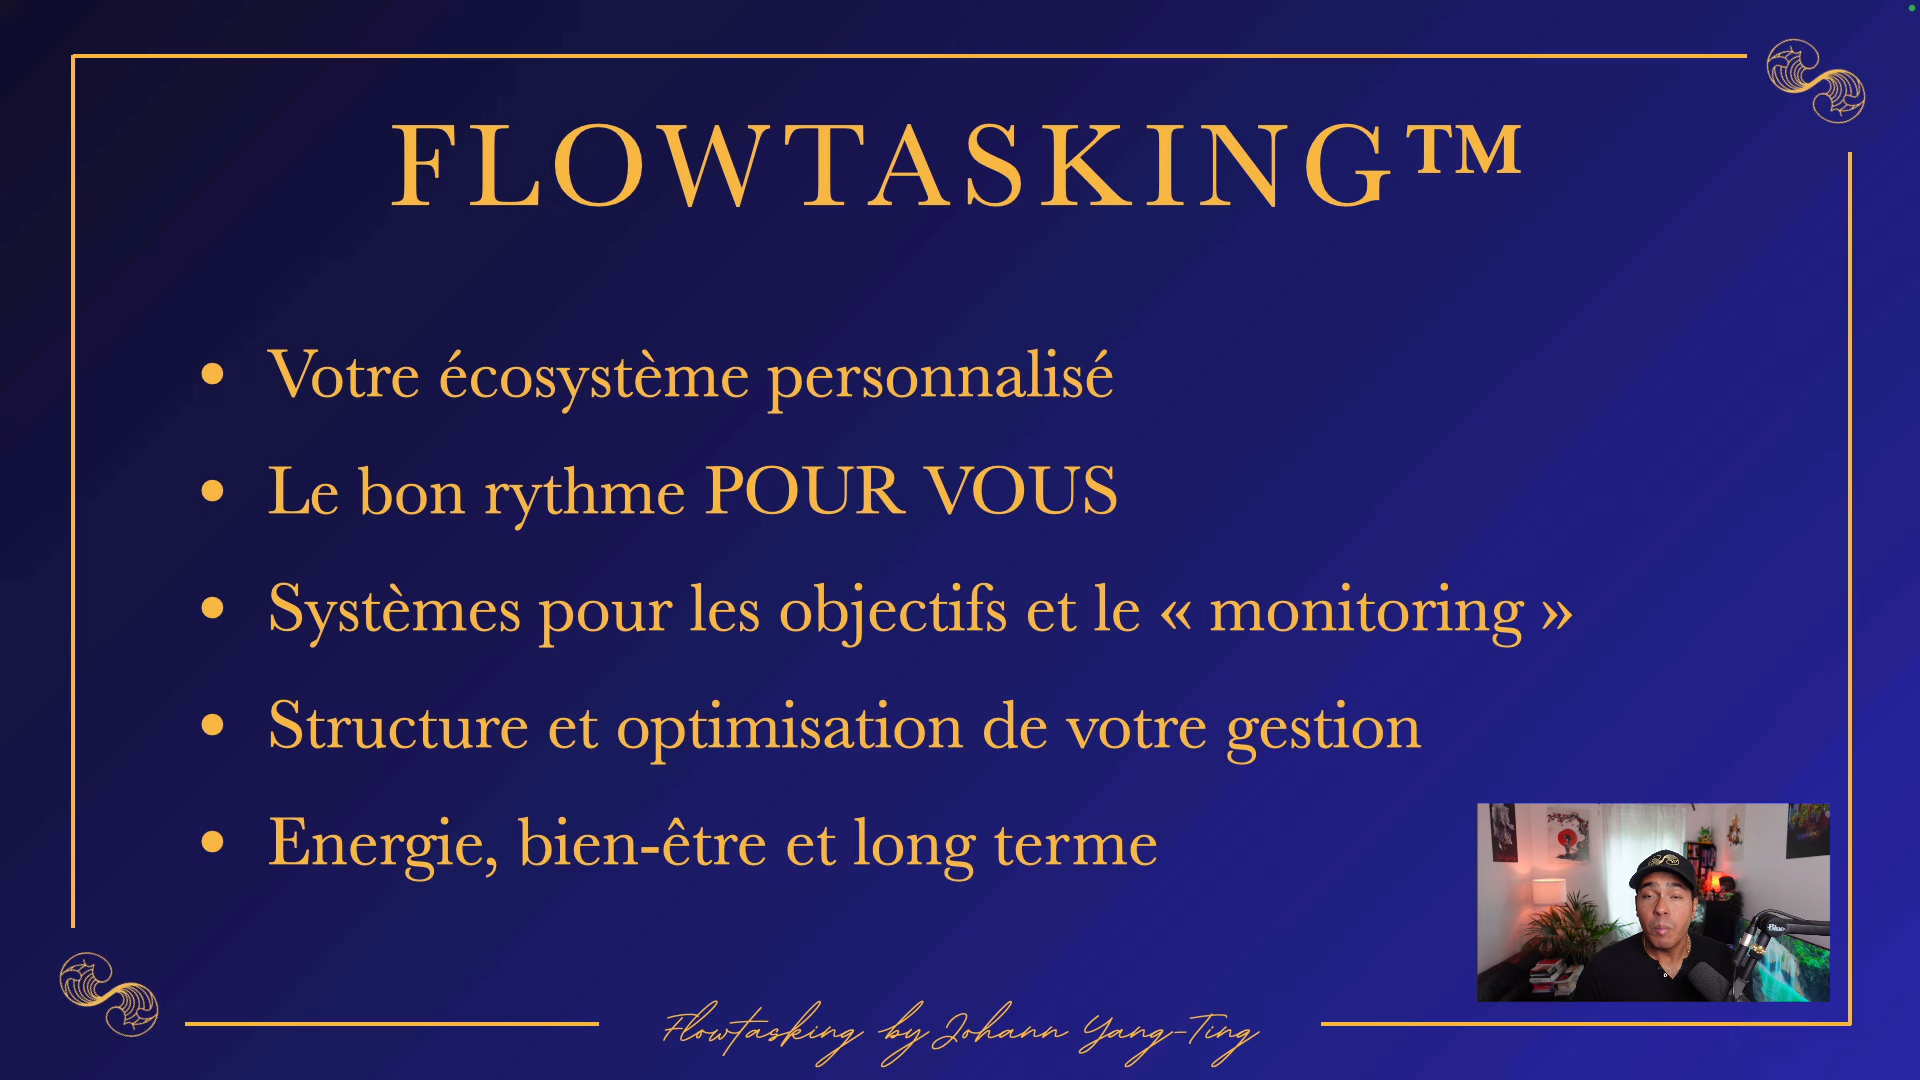 FLOWTASKING™
• Votre écosystème personnalisé
• Le bon rythme POUR VOUS
• Systèmes pour les objectifs et le « monitoring »
• Structure et optimisation de votre gestion
• Energie, bien-être et long terme
Blue
Flowtasking by Johann Yang-Ting